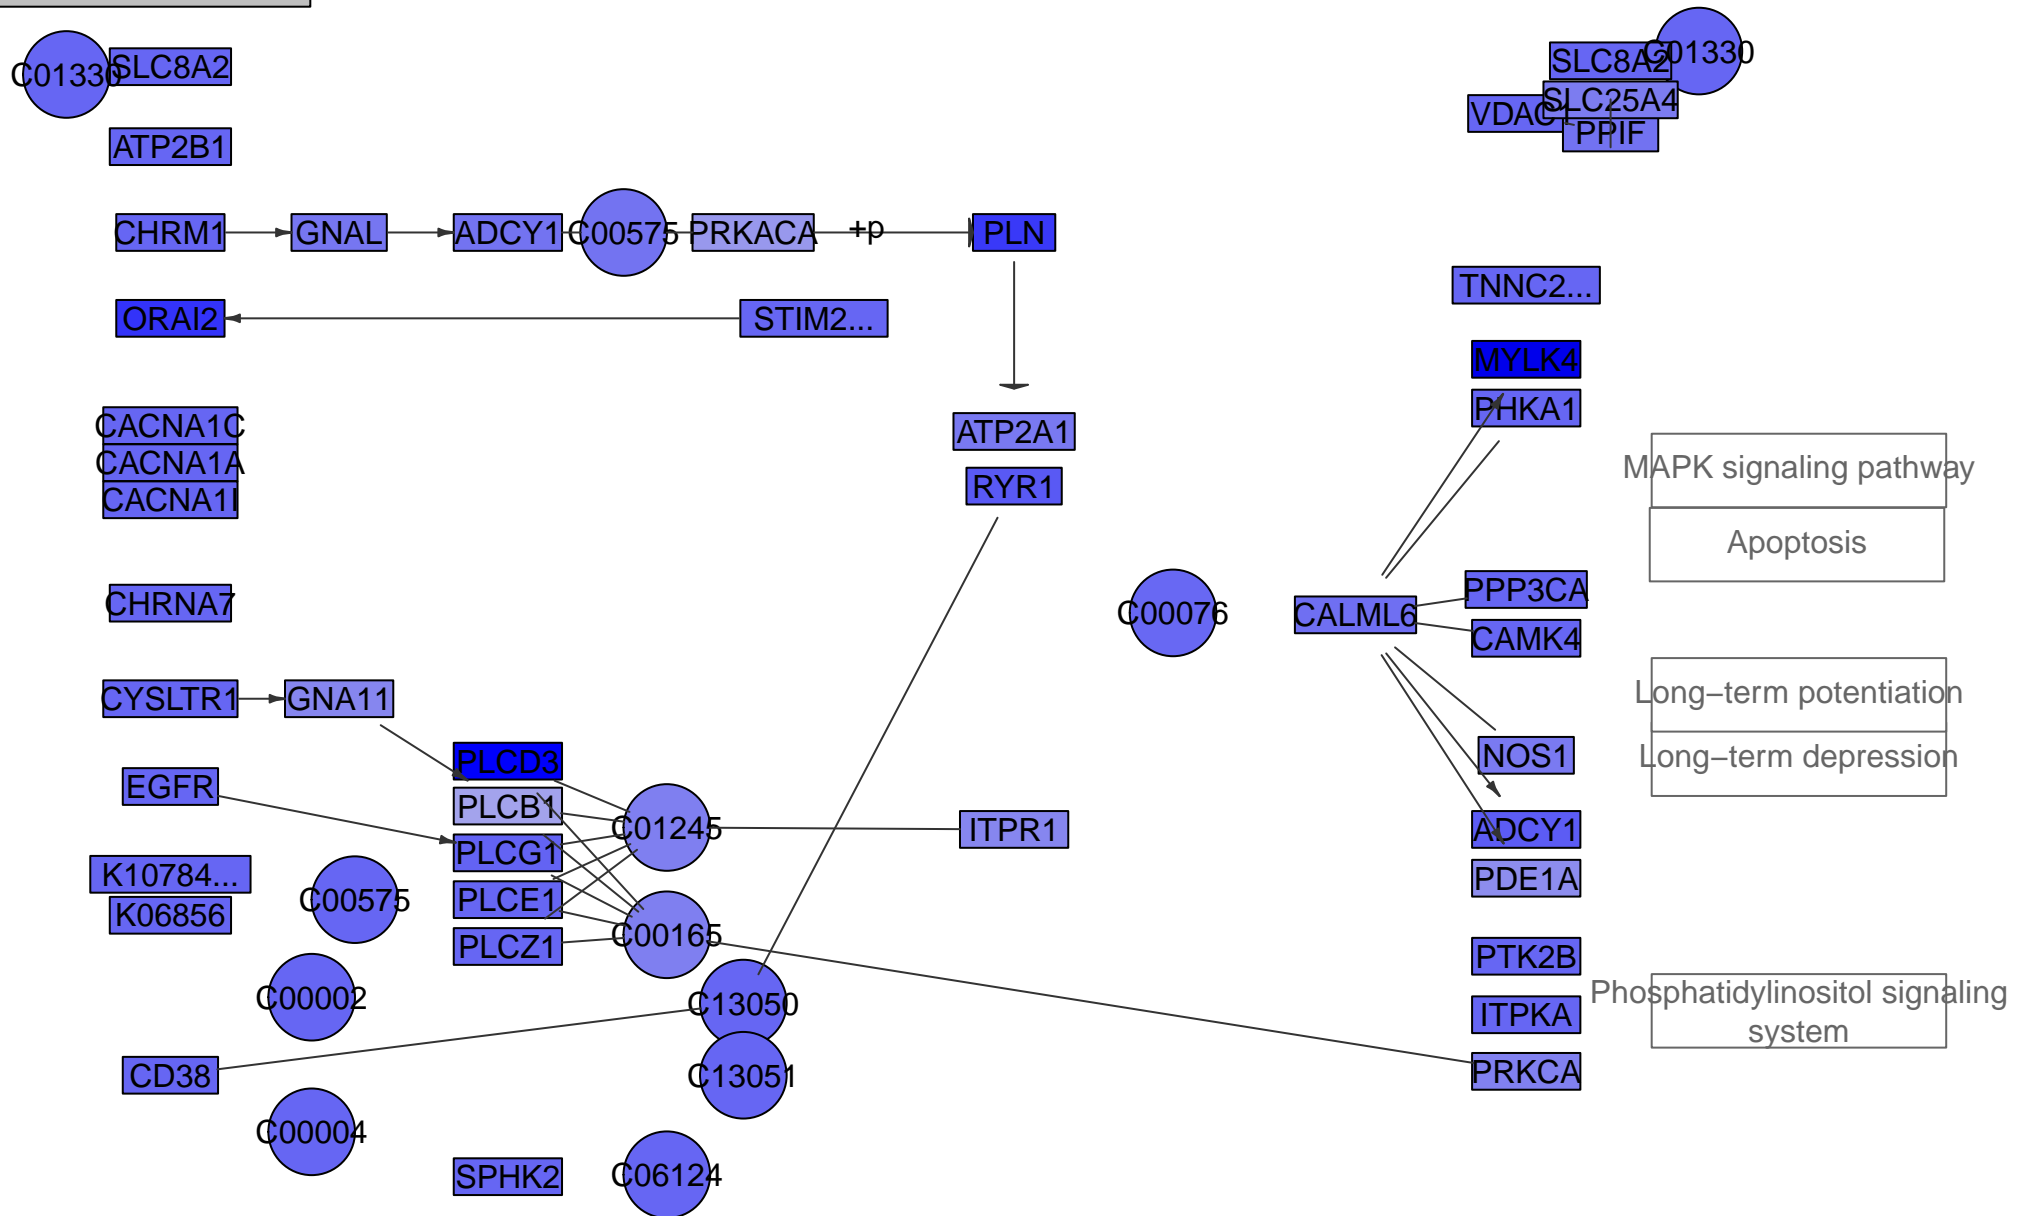 C01330
SLC8A2
SLC8A2
C01330
SLC25A4
VDAC1
PPIF
ATP2B1
CHRM1
GNAL
ADCY1
C00575
PRKACA
+p
PLN
TNNC2...
ORAI2
STIM2...
MYLK4
PHKA1
CACNA1C
CACNA1A
CACNA1I
ATP2A1
RYR1
MAPK signaling pathway
Apoptosis
CHRNA7
C00076
CALML6
PPP3CA
CAMK4
CYSLTR1
GNA11
Long−term potentiation
Long−term depression
PLCD3
NOS1
EGFR
PLCB1
C01245
ITPR1
ADCY1
PLCG1
K10784...
PDE1A
C00575
PLCE1
K06856
C00165
PLCZ1
PTK2B
C00002
C13050
ITPKA
Phosphatidylinositol signaling
system
CD38
C13051
PRKCA
C00004
SPHK2
C06124